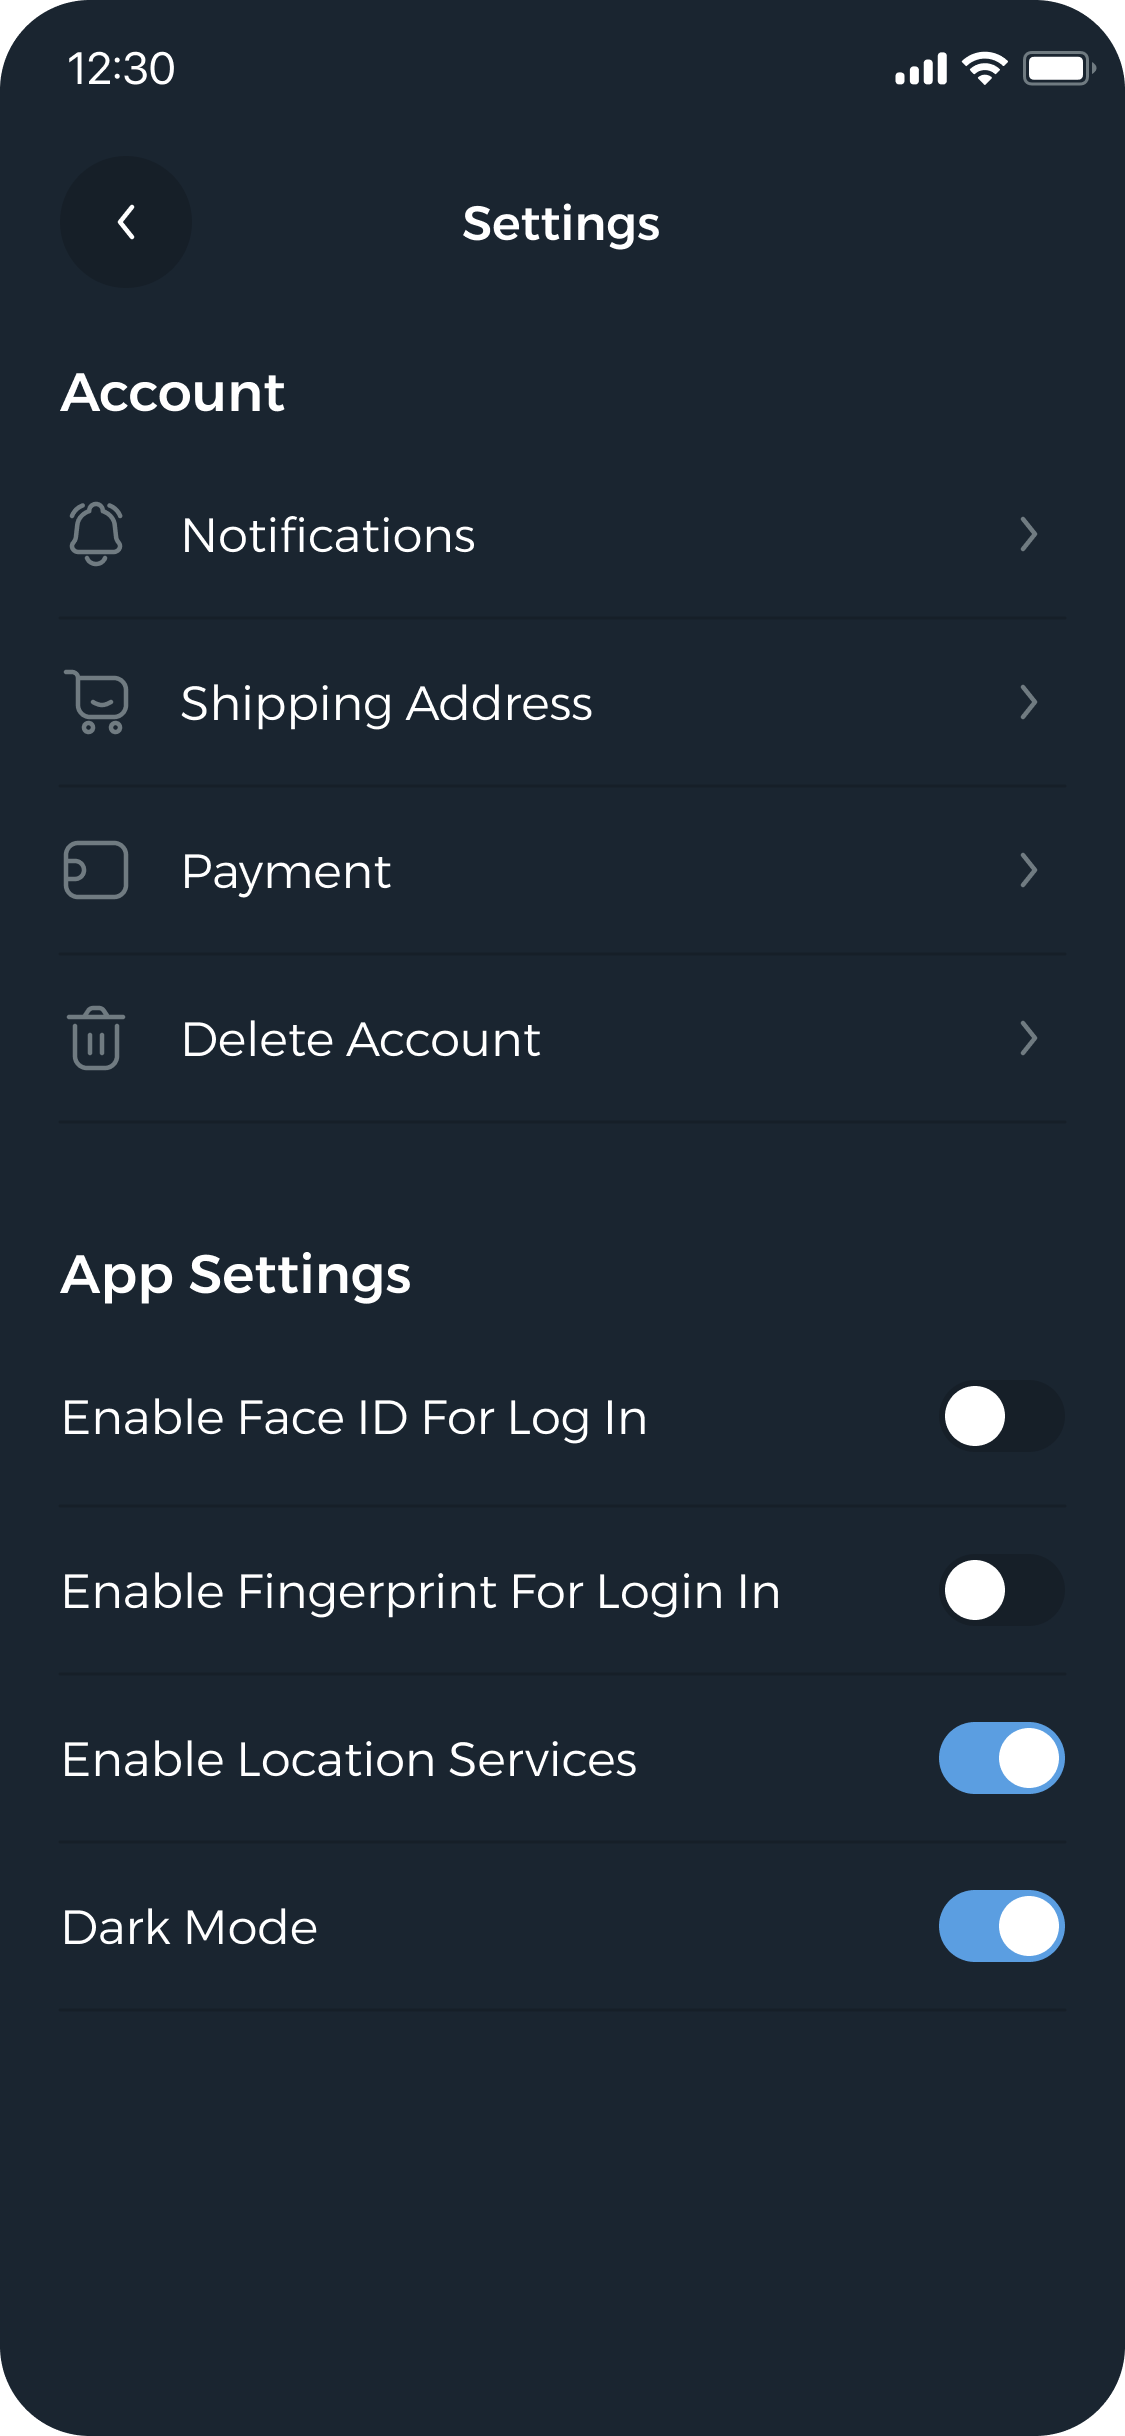 12:30
Settings
Account
Notifications
Shipping Address
Payment
Delete Account
App Settings
Enable Face ID For Log In
Enable Fingerprint For Login In
Enable Location Services
Dark Mode